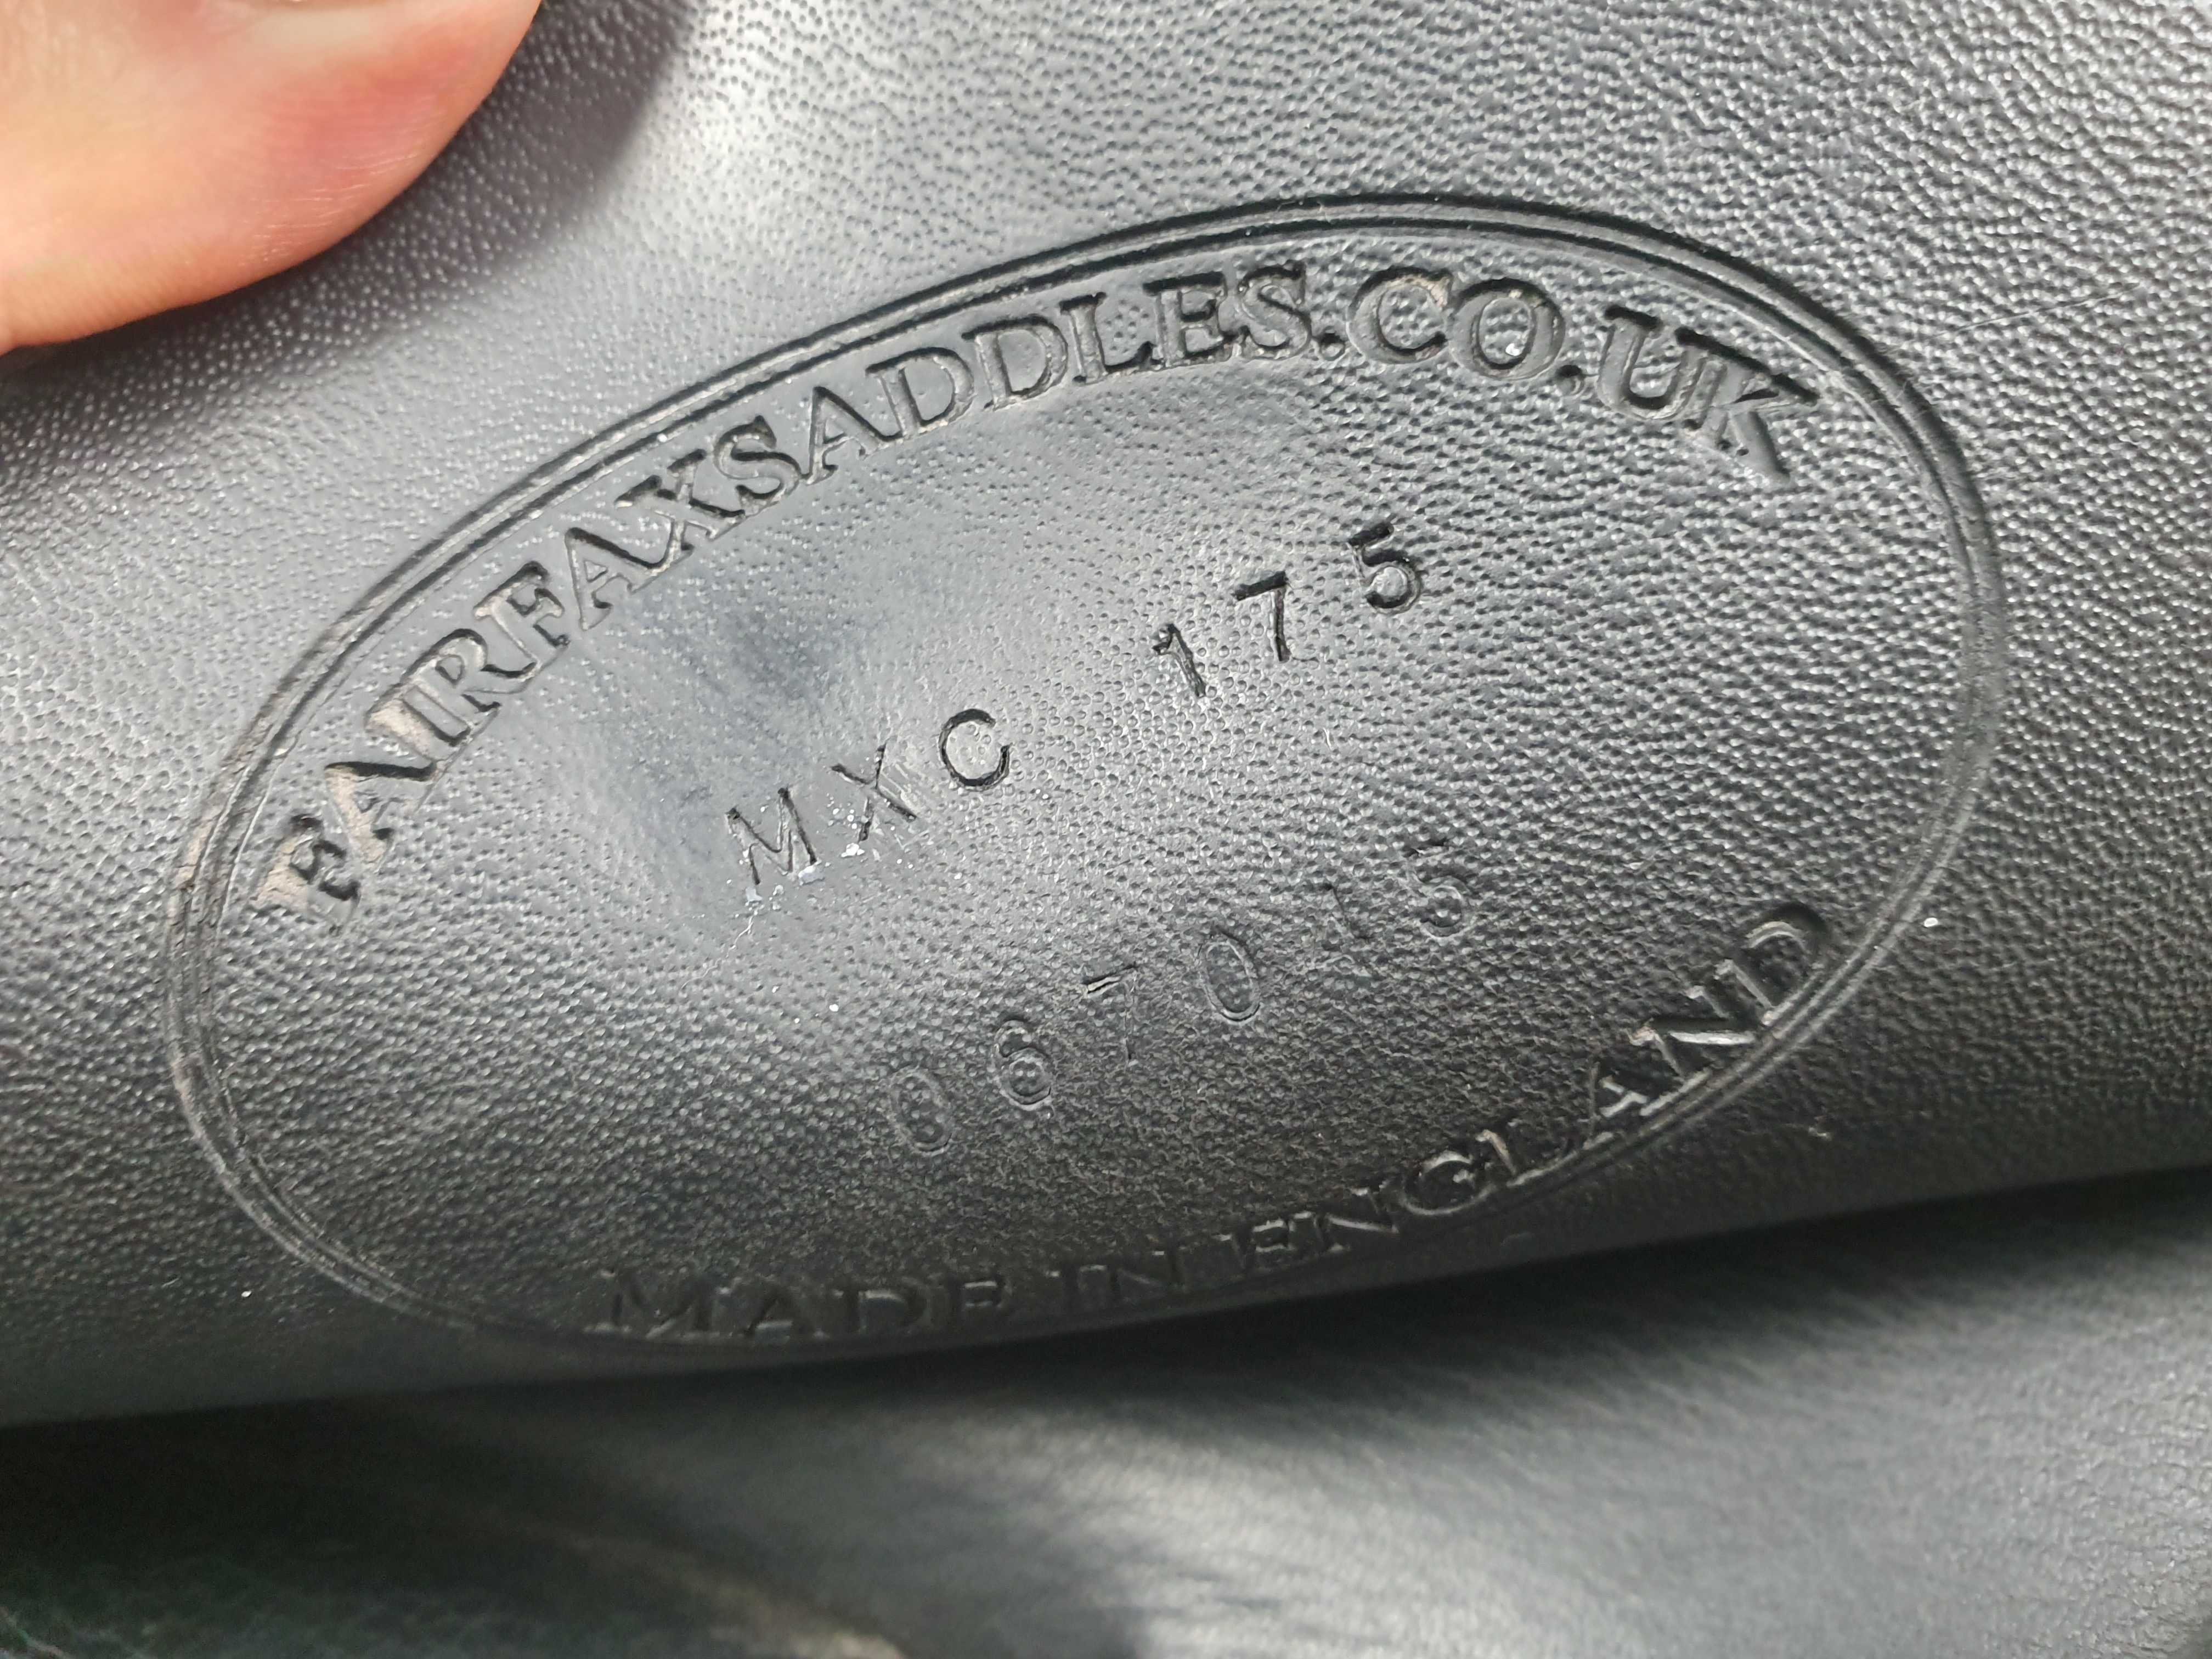 FAIRFAXSADDLES.CO.UK
MXC 175
067015
MADE IN ENGLAND